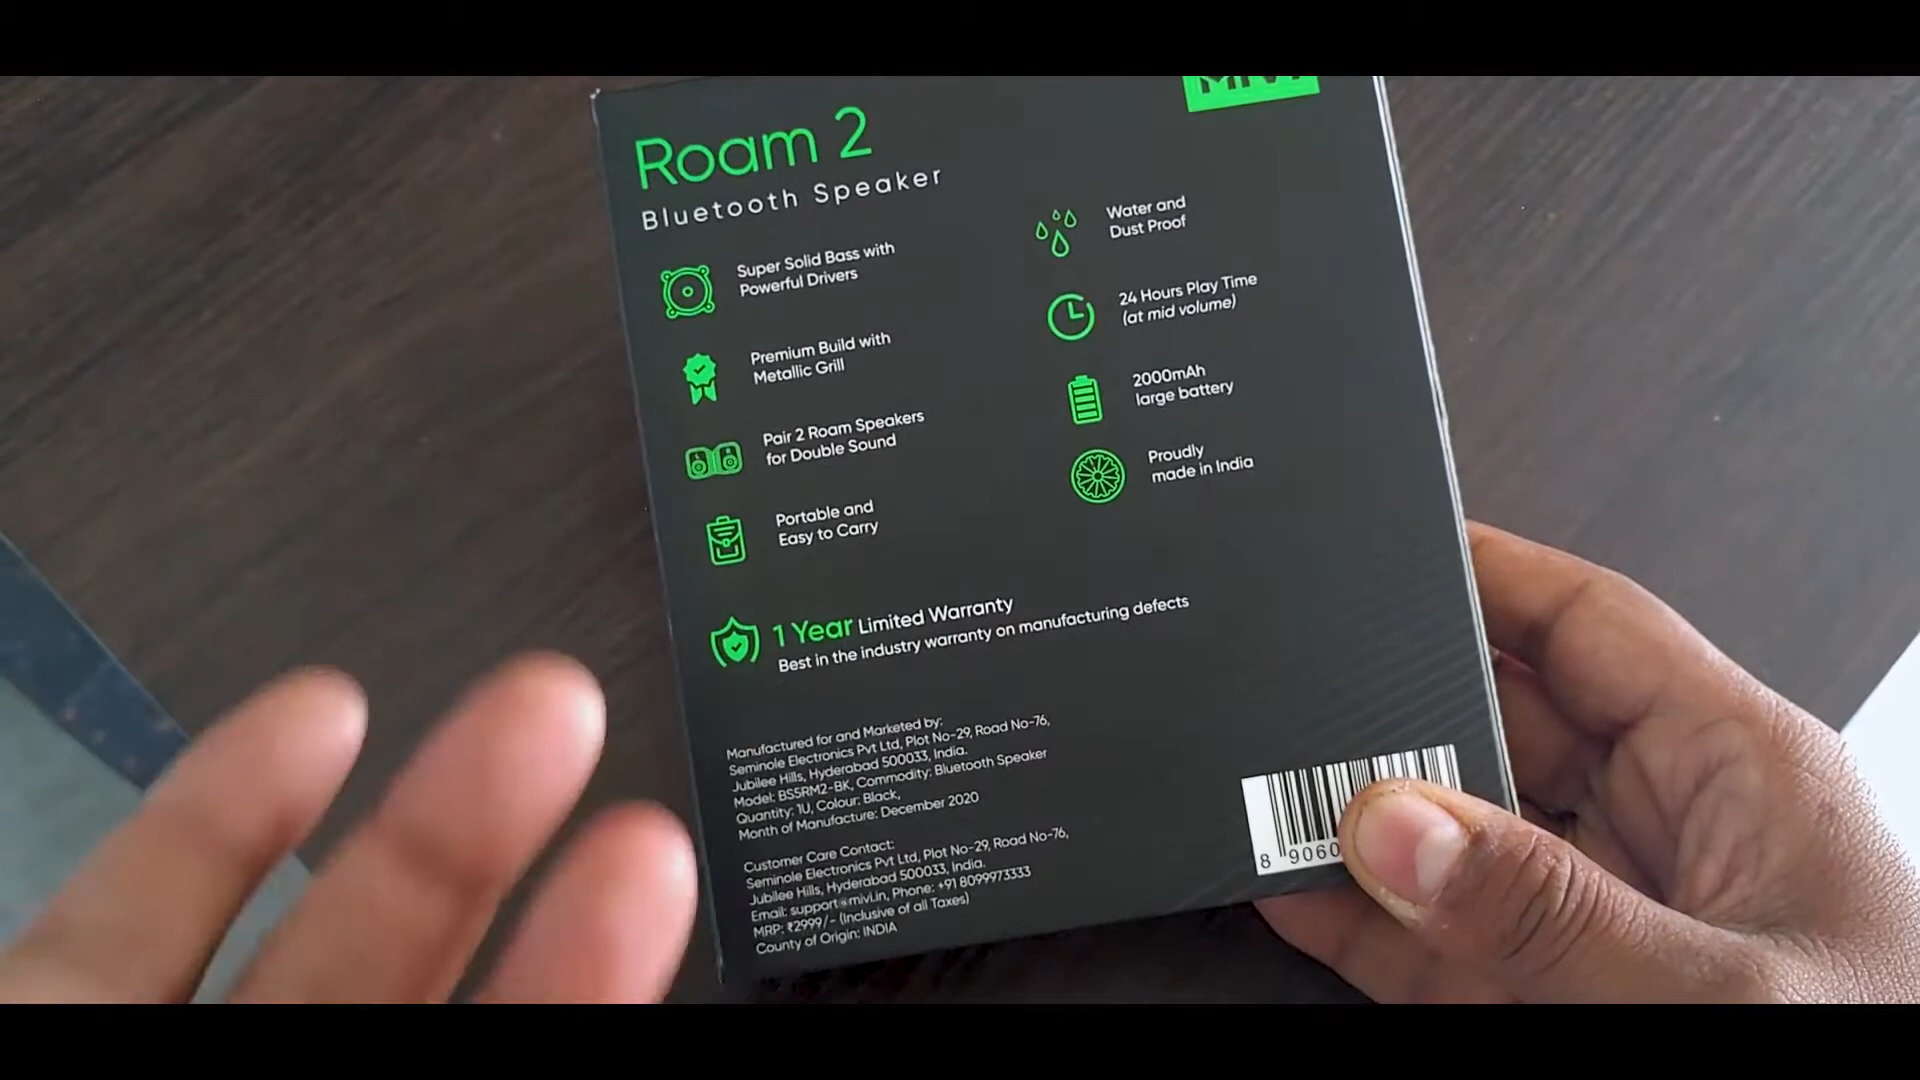 MIVI
Roam 2
Bluetooth Speaker
Super Solid Bass with
Powerful Drivers
Premium Build with
Metallic Grill
Pair 2 Roam Speakers
for Double Sound
Portable and
Easy to Carry
Water and
Dust Proof
24 Hours Play Time
(at mid volume)
2000mAh
large battery
Proudly
made in India
1 Year Limited Warranty
Best in the industry warranty on manufacturing defects
Manufactured for and Marketed by:
Seminole Electronics Pvt Ltd, Plot No-29, Road No-76,
Jubilee Hills, Hyderabad 500033, India.
Model: BS5RM2-BK, Commodity: Bluetooth Speaker
Quantity: 1U, Colour: Black,
Month of Manufacture: December 2020
Customer Care Contact:
Seminole Electronics Pvt Ltd, Plot No-29, Road No-76,
Jubilee Hills, Hyderabad 500033, India.
Email: support@mivi.in, Phone: +91 8099973333
MRP: ₹2999/- (Inclusive of all Taxes)
County of Origin: INDIA
8 9060